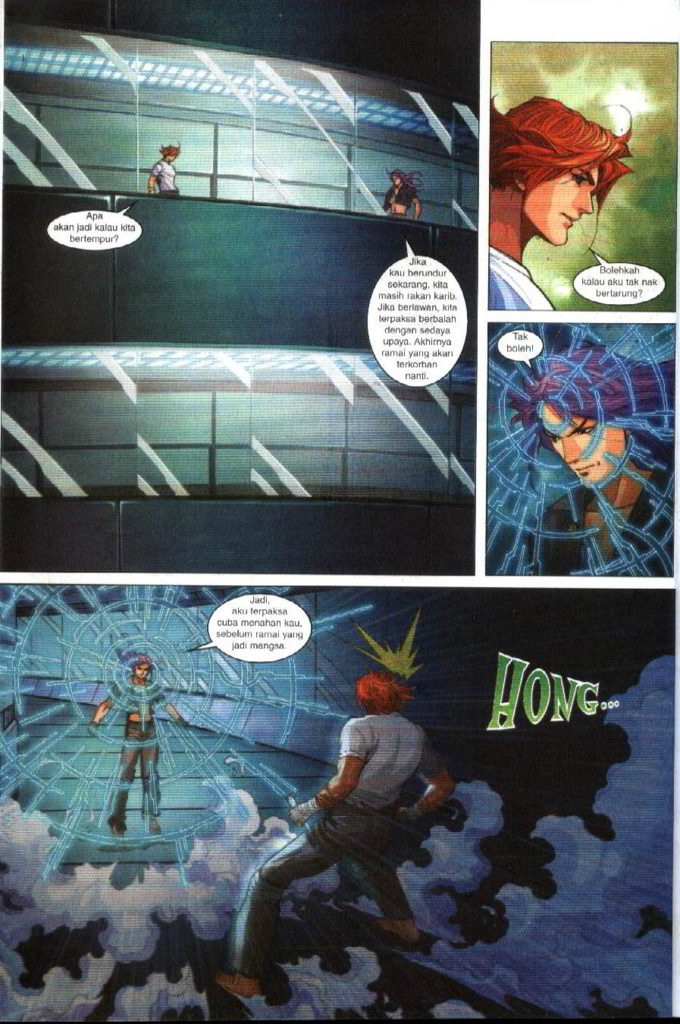 Apa
akan jadi kalau kita
bertempur?
Jika
kau berundur
sekarang, kita
masih rakan karib.
Jika berlawan, kita
terpaksa berbalah
dengan sedaya
upaya. Akhirnya
ramai yang akan
terkorban
nanti.
Bolehkah
kalau aku tak nak
bertarung?
Tak
boleh!
Jadi,
aku terpaksa
cuba menahan kau,
sebelum ramai yang
jadi mangsa.
HONG...